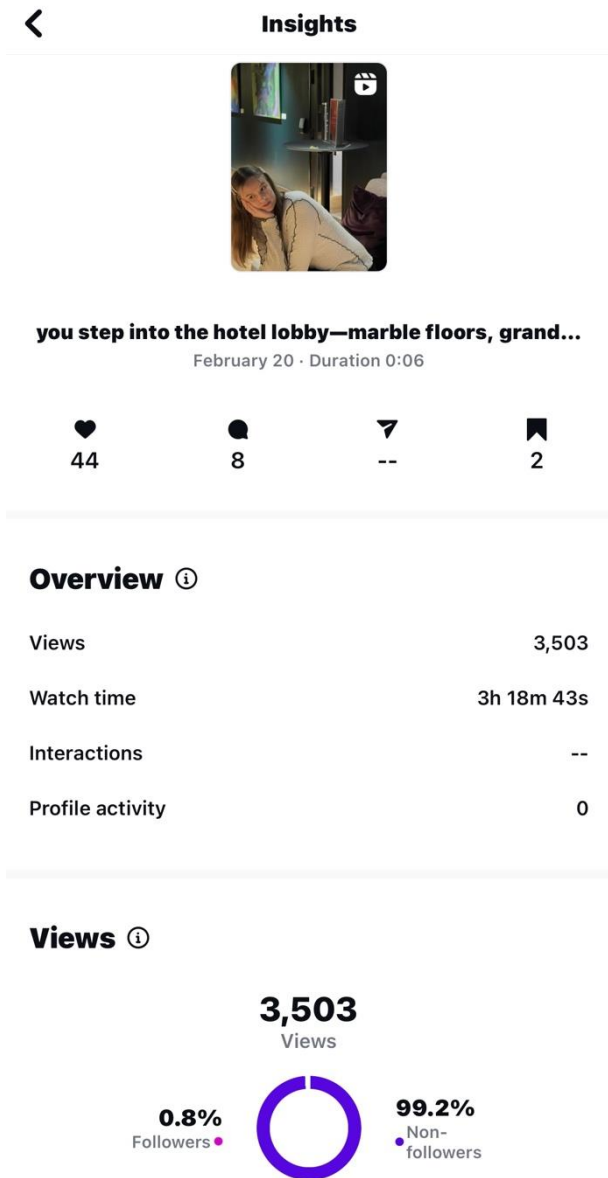 Insights
you step into the hotel lobby—marble floors, grand...
February 20 · Duration 0:06
44
8
--
2
Overview
Views 3,503
Watch time 3h 18m 43s
Interactions --
Profile activity 0
Views
3,503
Views
0.8%
Followers
99.2%
Non-
followers